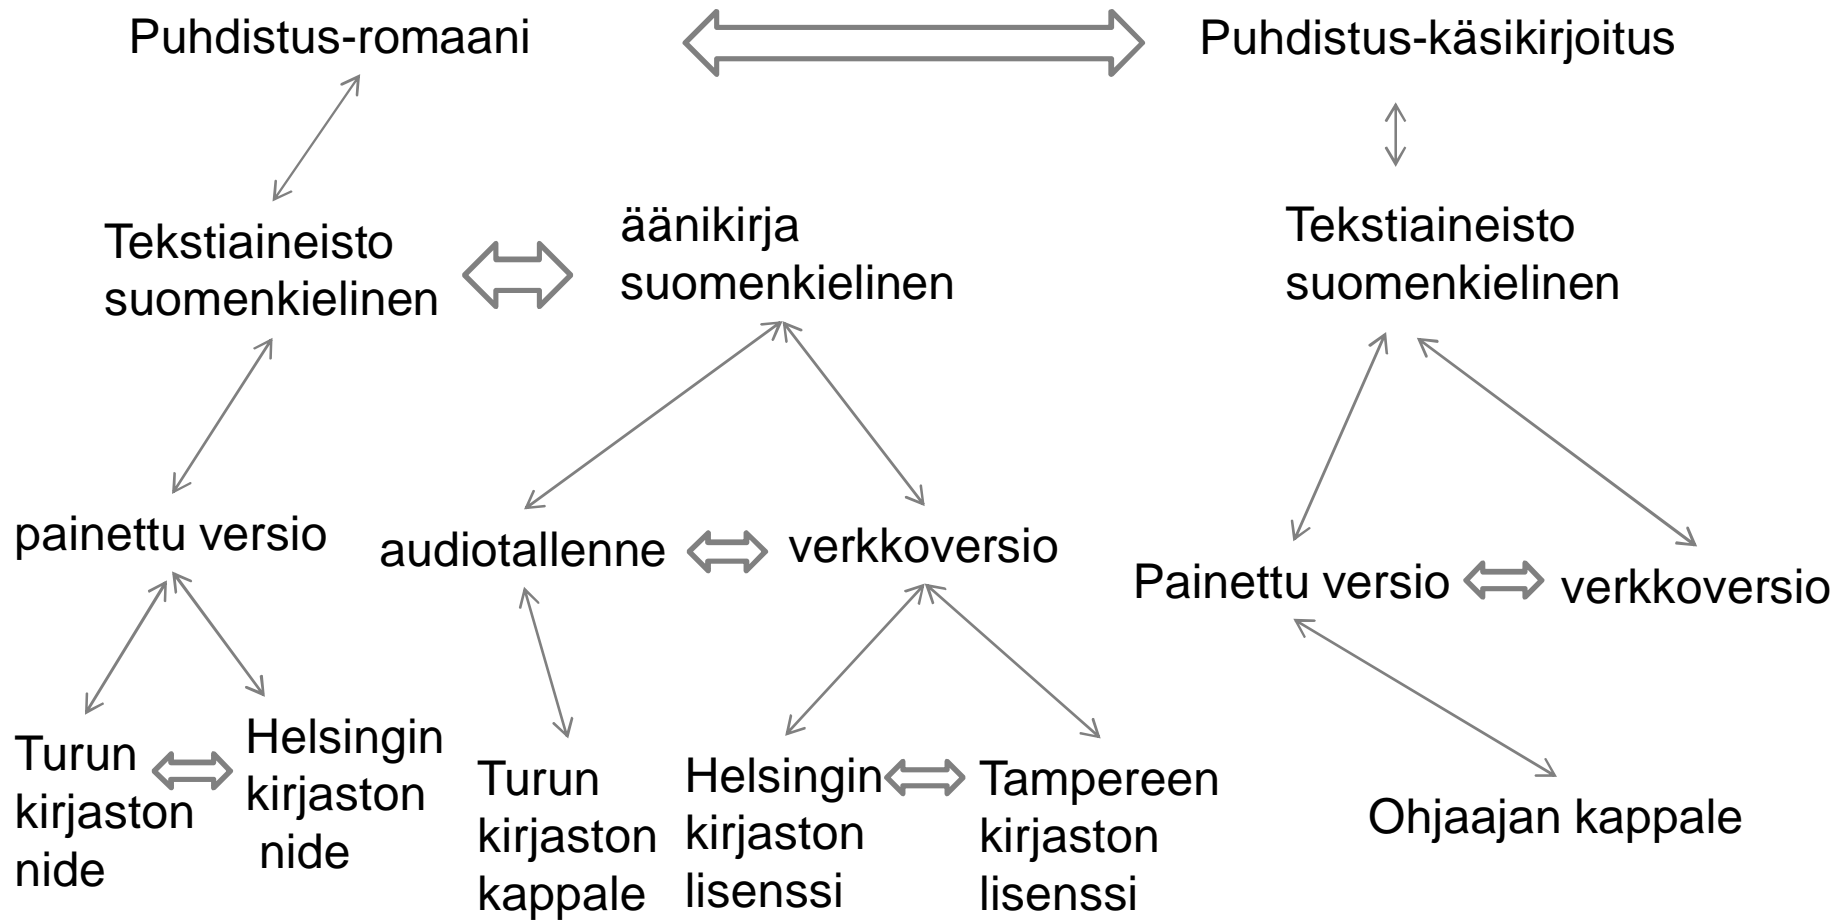 Puhdistus-romaani
Puhdistus-käsikirjoitus
Tekstiaineisto
suomenkielinen
äänikirja
suomenkielinen
Tekstiaineisto
suomenkielinen
painettu versio
audiotallenne
verkkoversio
Painettu versio
verkkoversio
Turun
kirjaston
nide
Helsingin
kirjaston
nide
Turun
kirjaston
kappale
Helsingin
kirjaston
lisenssi
Tampereen
kirjaston
lisenssi
Ohjaajan kappale